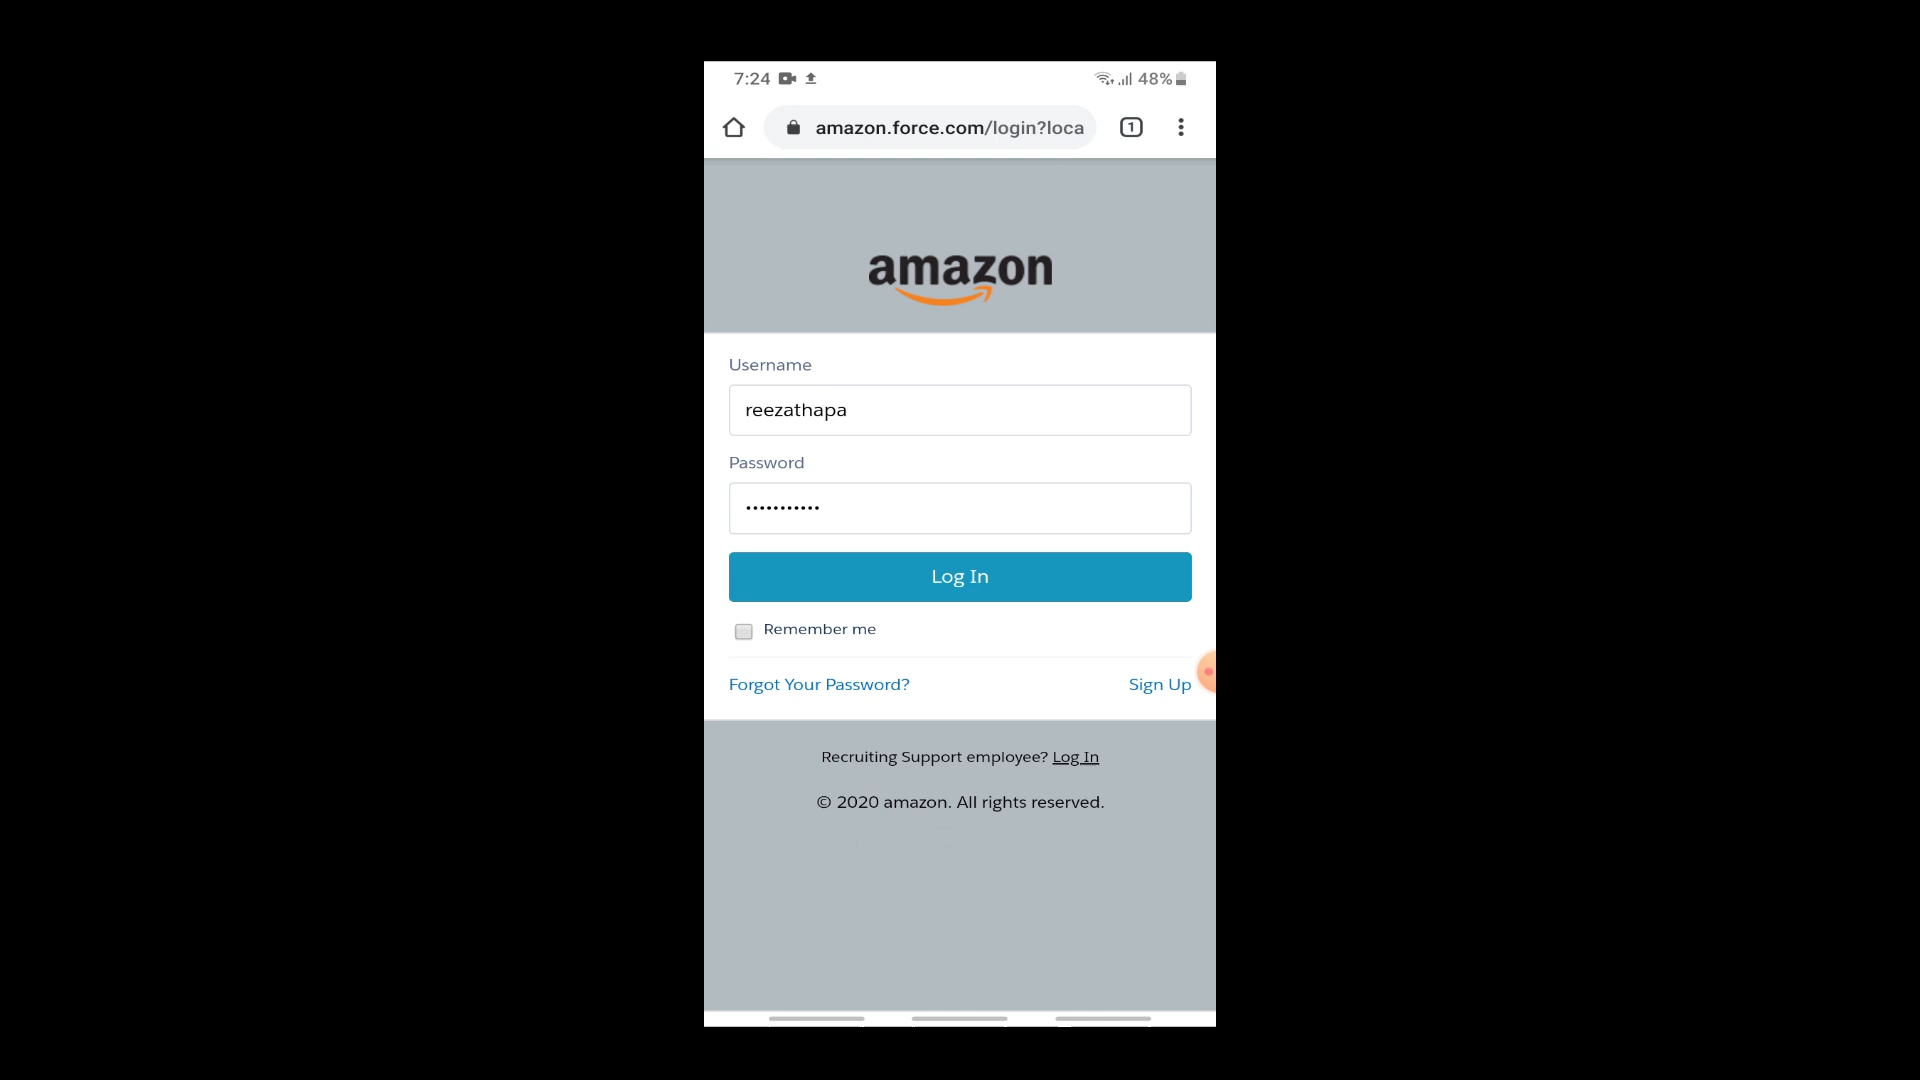 7:24 48%
amazon.force.com/login?loca 1
amazon
Username
reezathapa
Password
•••••••••••
Log In
Remember me
Forgot Your Password? Sign Up
Recruiting Support employee? Log In
© 2020 amazon. All rights reserved.